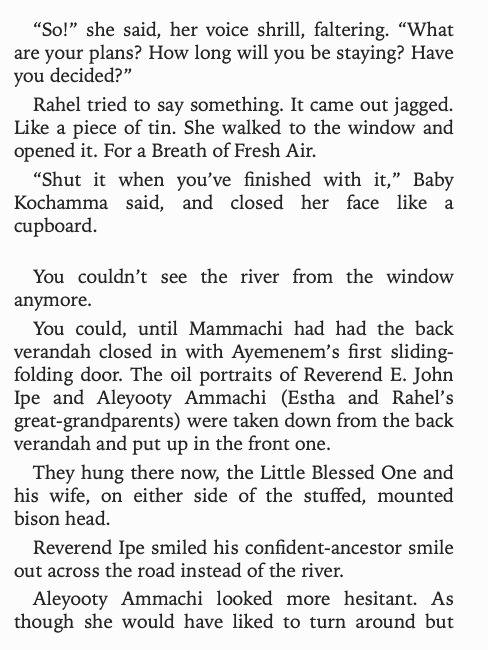 “So!” she said, her voice shrill, faltering. “What
are your plans? How long will you be staying? Have
you decided?”
Rahel tried to say something. It came out jagged.
Like a piece of tin. She walked to the window and
opened it. For a Breath of Fresh Air.
“Shut it when you’ve finished with it,” Baby
Kochamma said, and closed her face like a
cupboard.
You couldn’t see the river from the window
anymore.
You could, until Mammachi had had the back
verandah closed in with Ayemenem’s first sliding-
folding door. The oil portraits of Reverend E. John
Ipe and Aleyooty Ammachi (Estha and Rahel’s
great-grandparents) were taken down from the back
verandah and put up in the front one.
They hung there now, the Little Blessed One and
his wife, on either side of the stuffed, mounted
bison head.
Reverend Ipe smiled his confident-ancestor smile
out across the road instead of the river.
Aleyooty Ammachi looked more hesitant. As
though she would have liked to turn around but